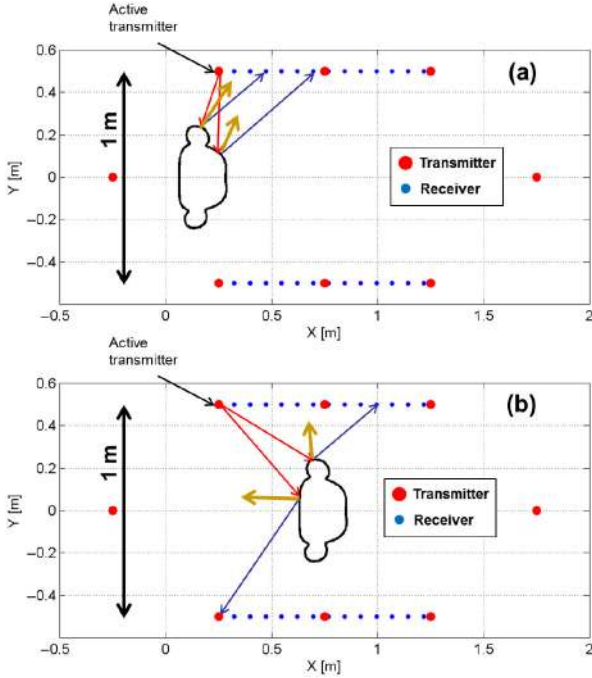 Active
transmitter
(a)
0.6
0.4
0.2
0
−0.2
−0.4
Y [m]
1 m
Transmitter
Receiver
−0.5 0 0.5 1 1.5 2
X [m]
Active
transmitter
(b)
0.6
0.4
0.2
0
−0.2
−0.4
−0.5 0 0.5 1 1.5 2
Y [m]
1 m
Transmitter
Receiver
X [m]